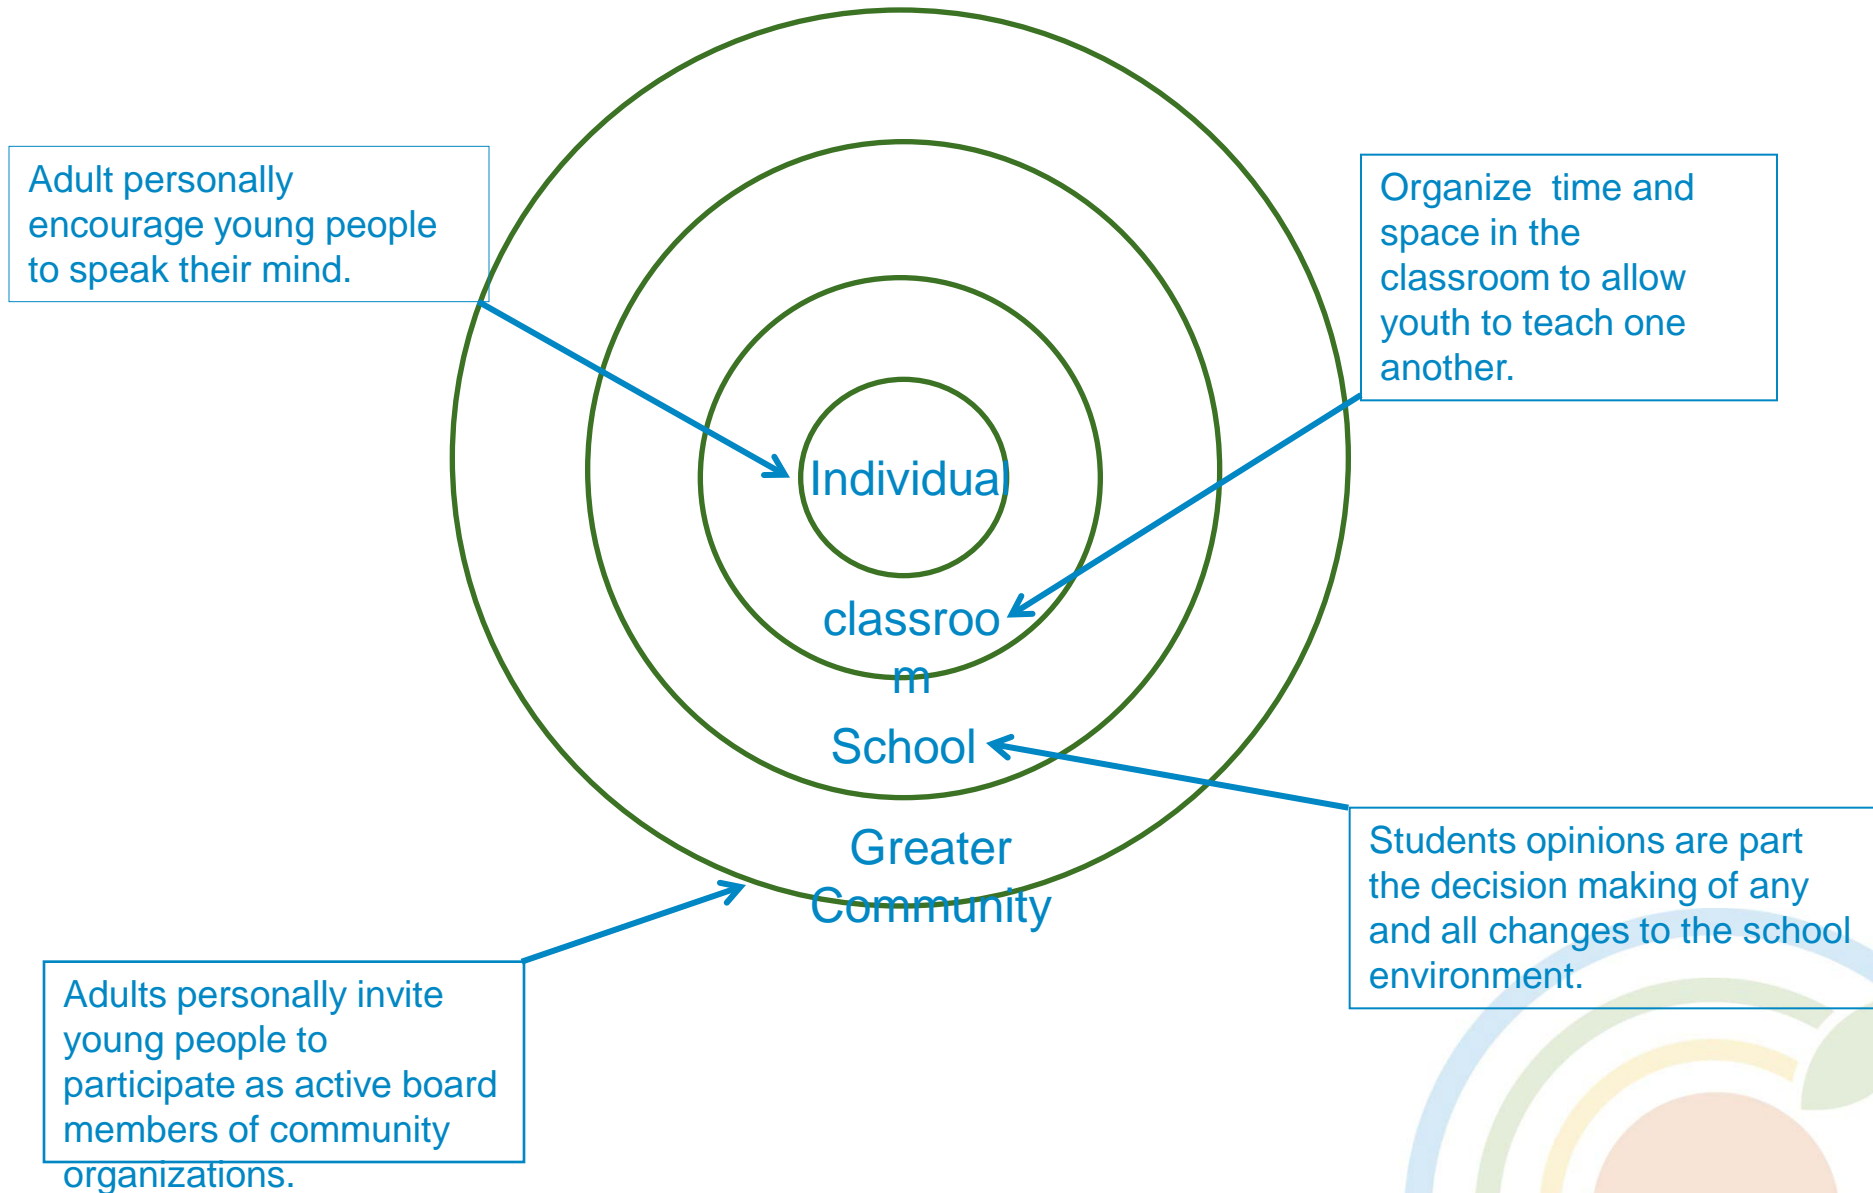 Adult personally
encourage young people
to speak their mind.
Organize time and
space in the
classroom to allow
youth to teach one
another.
Individual
classroo
m
School
Greater
Community
Students opinions are part
the decision making of any
and all changes to the school
environment.
Adults personally invite
young people to
participate as active board
members of community
organizations.